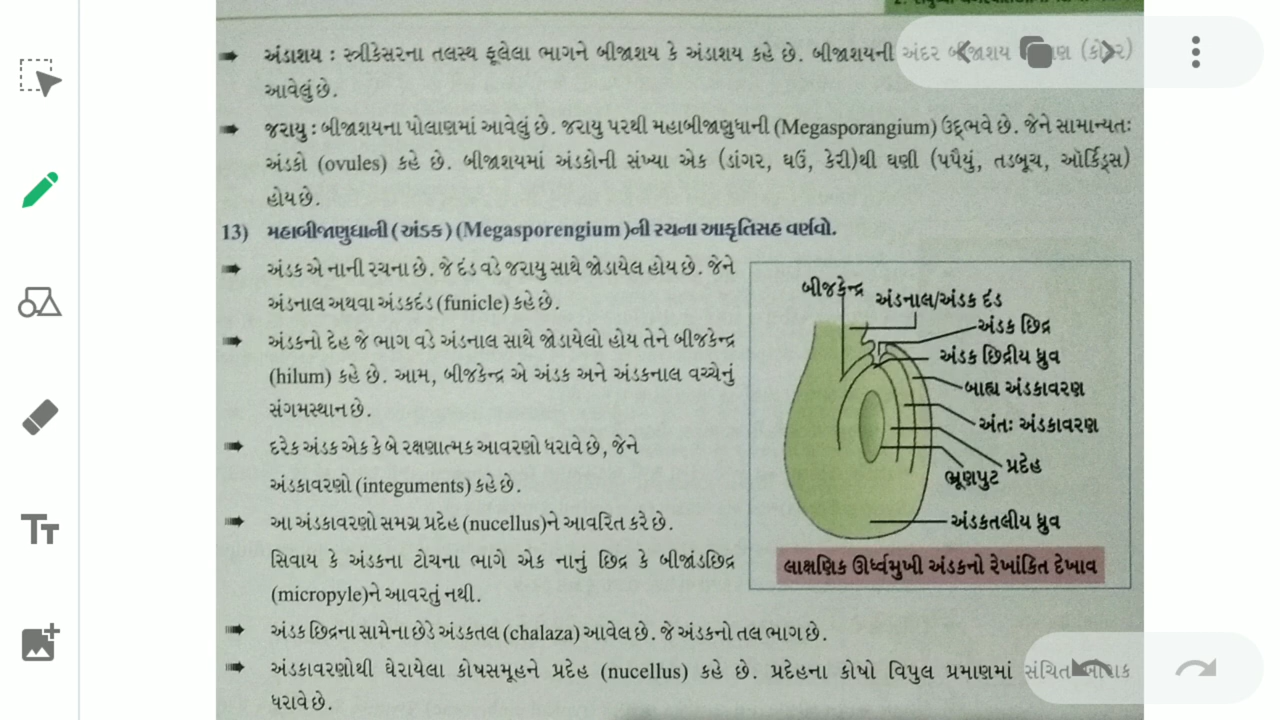 અંડાશય : સ્ત્રીકેસરના તલસ્થ ફૂલેલા ભાગને બીજાશય કે અંડાશય કહે છે. બીજાશયની અંદર બીજાશય
આવેલું છે.
જરાયુ : બીજાશયના પોલાણમાં આવેલું છે. જરાયુ પરથી મહાબીજાણુધાની (Megasporangium) ઉદ્ભવે છે. જેને સામાન્યતઃ
અંડકો (ovules) કહે છે. બીજાશયમાં અંડકોની સંખ્યા એક (ડાંગર, ઘઉં, કેરી)થી ઘણી (પપૈયું, તડબૂચ, ઑર્કિડ્સ)
હોય છે.
13) મહાબીજાણુધાની (અંડક) (Megasporengium)ની રચના આકૃતિસહ વર્ણવો.
અંડક એ નાની રચના છે. જે દંડ વડે જરાયુ સાથે જોડાયેલ હોય છે. જેને
અંડનાલ અથવા અંડકદંડ (funicle) કહે છે.
અંડકનો દેહ જે ભાગ વડે અંડનાલ સાથે જોડાયેલો હોય તેને બીજકેન્દ્ર
(hilum) કહે છે. આમ, બીજકેન્દ્ર એ અંડક અને અંડકનાલ વચ્ચેનું
સંગમસ્થાન છે.
દરેક અંડક એક કે બે રક્ષણાત્મક આવરણો ધરાવે છે, જેને
અંડકાવરણો (integuments) કહે છે.
આ અંડકાવરણો સમગ્ર પ્રદેહ (nucellus)ને આવરિત કરે છે.
સિવાય કે અંડકના ટોચના ભાગે એક નાનું છિદ્ર કે બીજાંડછિદ્ર
(micropyle)ને આવરતું નથી.
બીજકેન્દ્ર
અંડનાલ/અંડક દંડ
અંડક છિદ્ર
અંડક છિદ્રીય ધ્રુવ
બાહ્ય અંડકાવરણ
અંતઃ અંડકાવરણ
પ્રદેહ
ભ્રૂણપુટ
અંડકતલીય ધ્રુવ
લાક્ષણિક ઊર્ધ્વમુખી અંડકનો રેખાંકિત દેખાવ
અંડક છિદ્રના સામેના છેડે અંડકતલ (chalaza) આવેલ છે. જે અંડકનો તલ ભાગ છે.
અંડકાવરણોથી ઘેરાયેલા કોષસમૂહને પ્રદેહ (nucellus) કહે છે. પ્રદેહના કોષો વિપુલ પ્રમાણમાં સંચિત
ધરાવે છે.
Tт